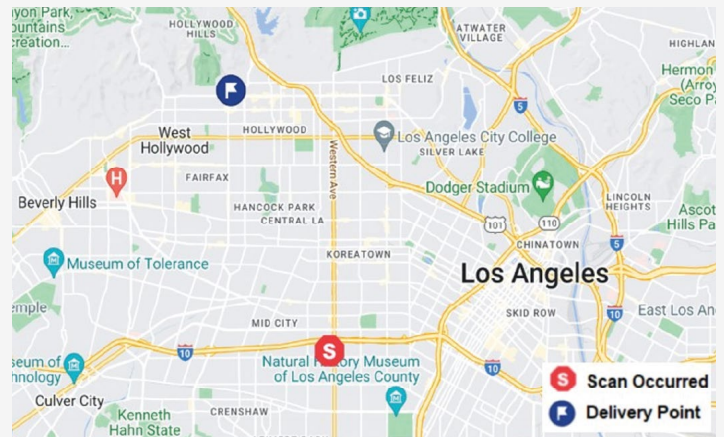 yon Park,
ountains
creation...
HOLLYWOOD
HILLS
ATWATER
VILLAGE
HIGHLAN
LOS FELIZ
Hermon
(Arroy
Seco P
5
West
Hollywood
HOLLYWOOD
Western Ave
Los Angeles City College
SILVER LAKE
H
FAIRFAX
Beverly Hills
HANCOCK PARK
CENTRAL LA
Dodger Stadium
LINCOLN
HEIGHTS
Ascot
Hills Pa
101
110
CHINATOWN
5
KOREATOWN
Museum of Tolerance
Los Angeles
emple
SKID ROW
10
East Los An
MID CITY
S
10
Natural History Museum
of Los Angeles County
10
seum of
hnology
Culver City
CRENSHAW
Kenneth
Hahn State
S Scan Occurred
Delivery Point